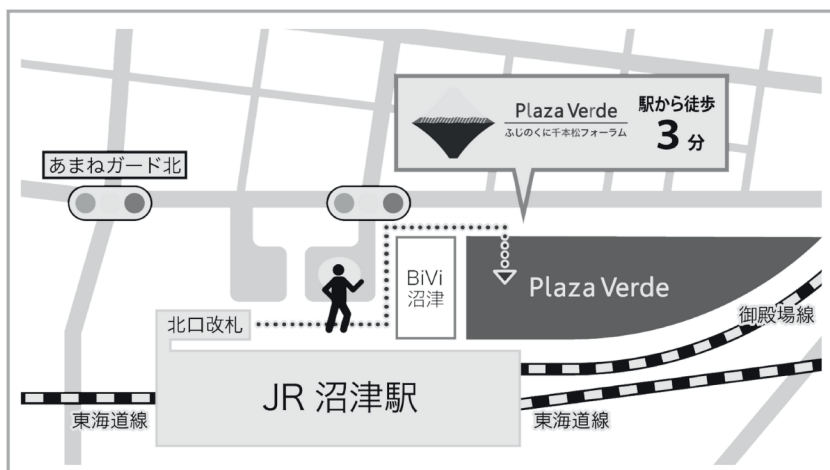 Plaza Verde
ふじのくに千本松フォーラム
駅から徒歩
3分
あまねガード北
BiVi
沼津
Plaza Verde
御殿場線
北口改札
JR 沼津駅
東海道線
東海道線